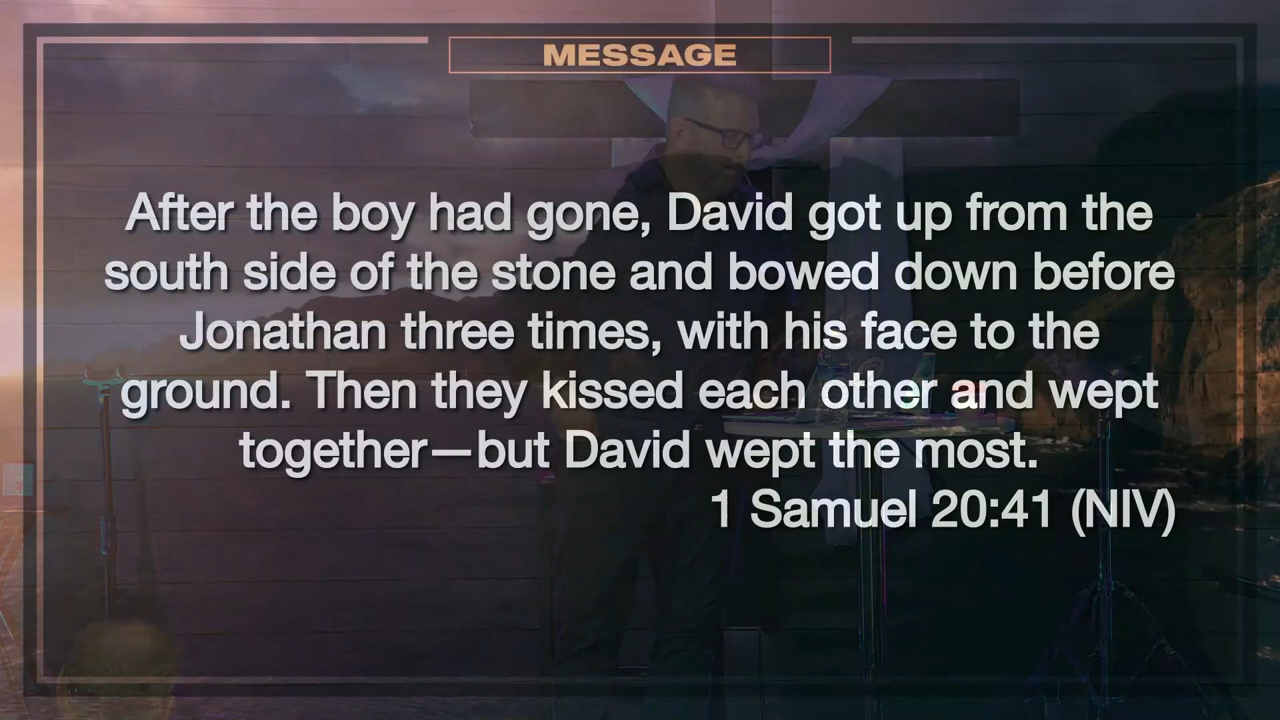 MESSAGE
After the boy had gone, David got up from the
south side of the stone and bowed down before
Jonathan three times, with his face to the
ground. Then they kissed each other and wept
together—but David wept the most.
1 Samuel 20:41 (NIV)